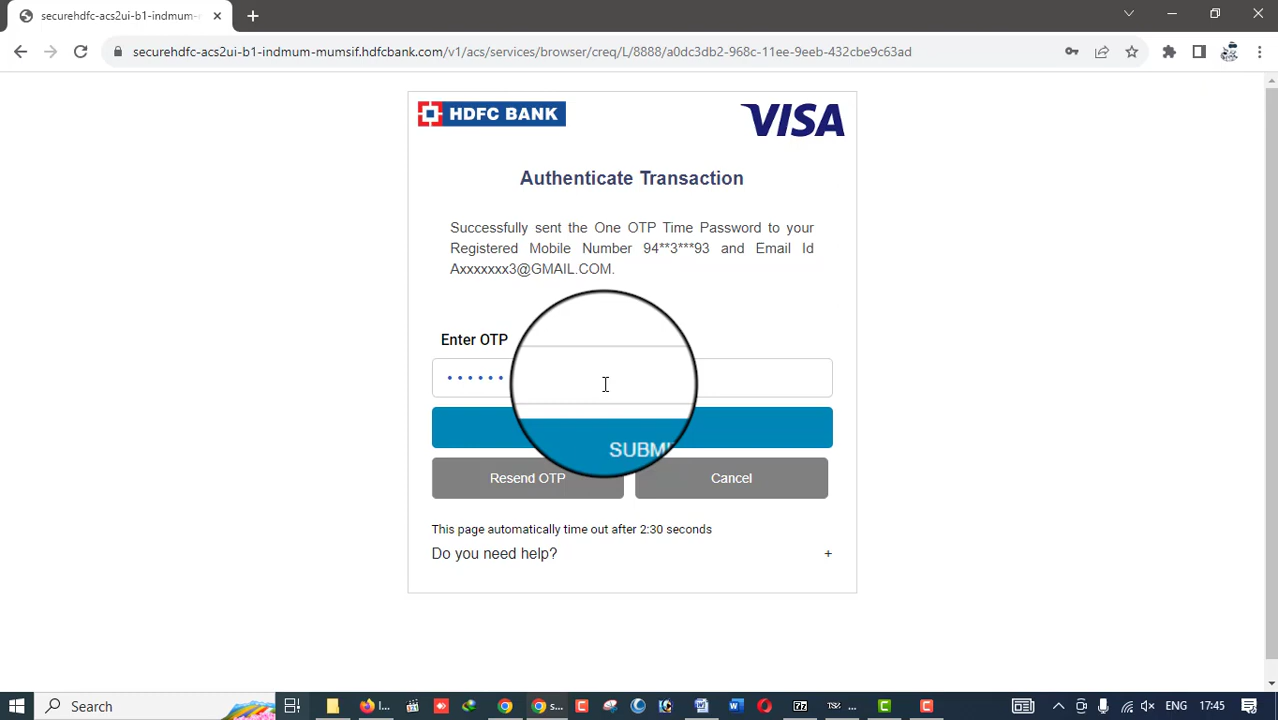 securehdfc-acs2ui-b1-indmum-
securehdfc-acs2ui-b1-indmum-mumsif.hdfcbank.com/v1/acs/services/browser/creq/L/8888/a0dc3db2-968c-11ee-9eeb-432cbe9c63ad
HDFC BANK
VISA
Authenticate Transaction
Successfully sent the One OTP Time Password to your
Registered Mobile Number 94**3***93 and Email Id
Axxxxxxx3@GMAIL.COM.
Enter OTP
SUBMI
Resend OTP
Cancel
This page automatically time out after 2:30 seconds
Do you need help? +
Search
I...
s...
...
ENG
17:45